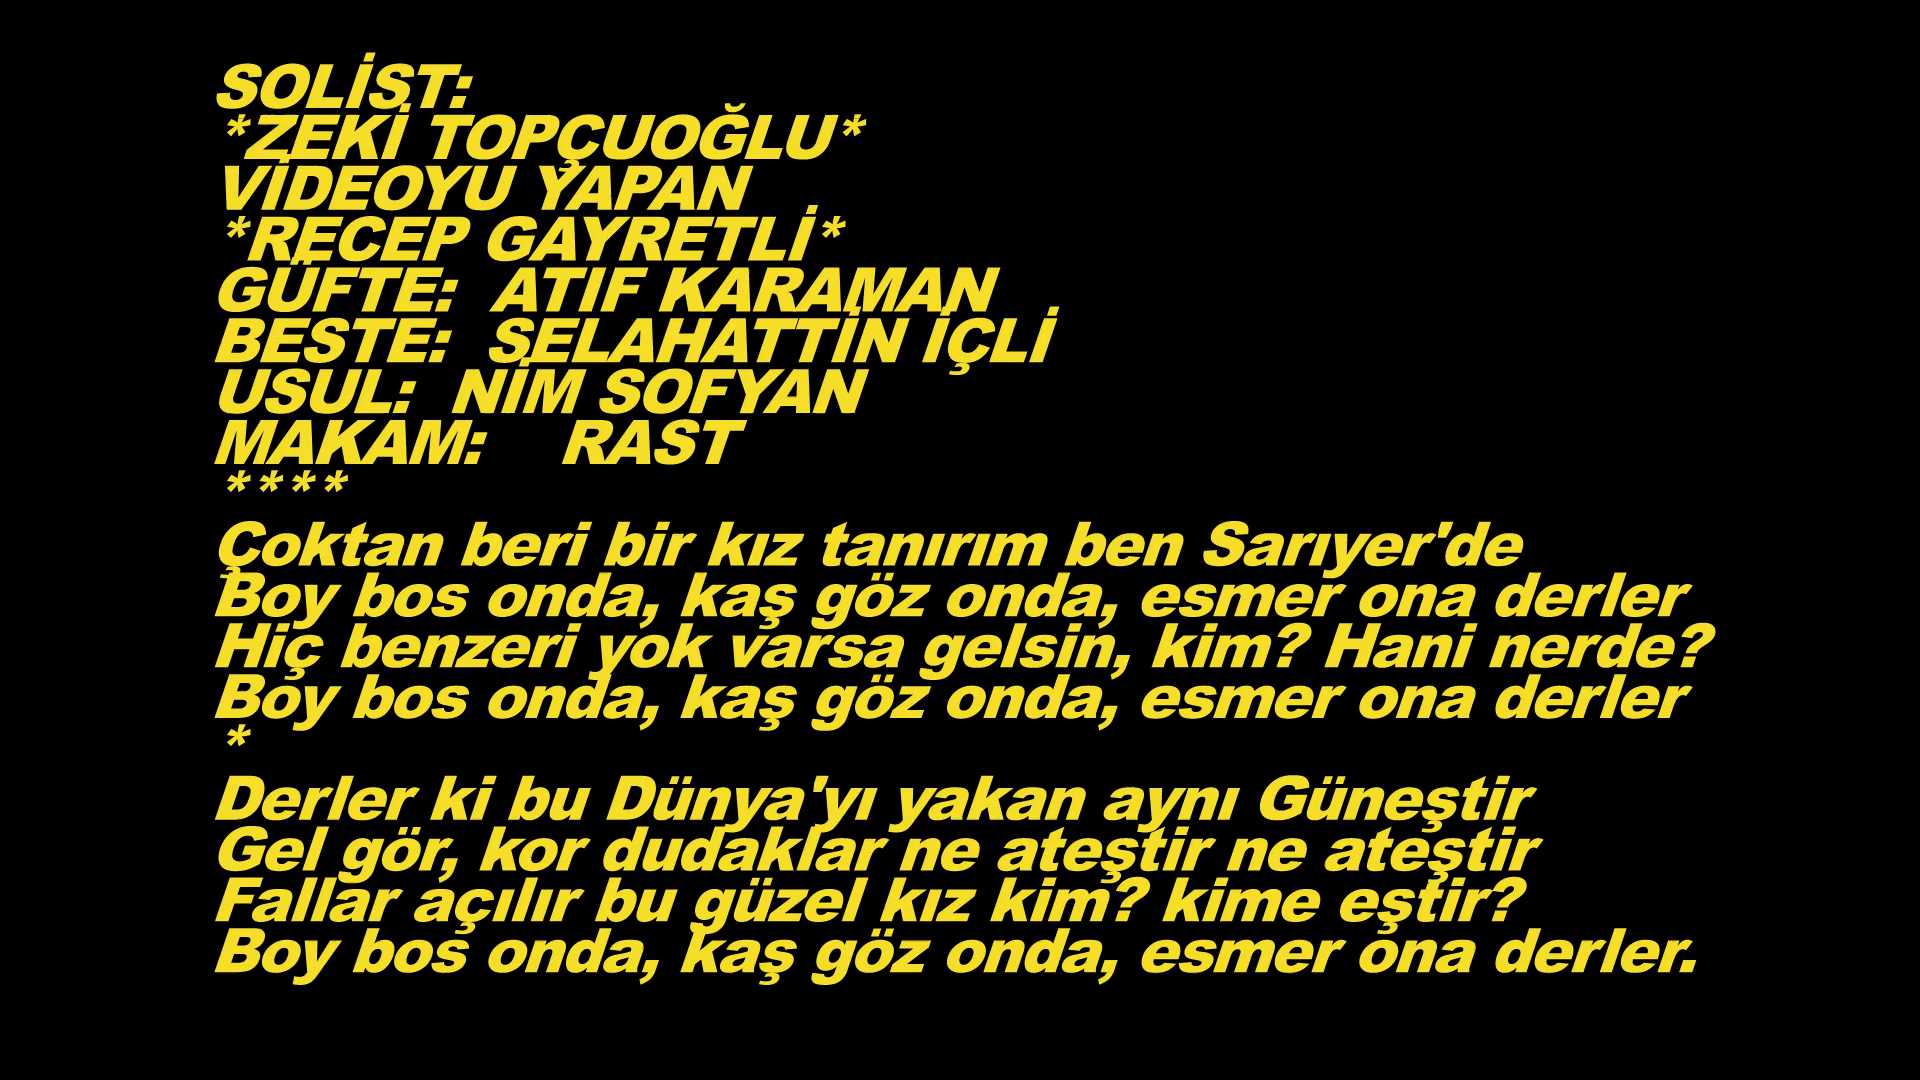 SOLİST:
*ZEKİ TOPÇUOĞLU*
VİDEOYU YAPAN
*RECEP GAYRETLİ*
GÜFTE:  ATIF KARAMAN
BESTE:  SELAHATTİN İÇLİ
USUL:  NİM SOFYAN
MAKAM:    RAST
****
Çoktan beri bir kız tanırım ben Sarıyer'de
Boy bos onda, kaş göz onda, esmer ona derler
Hiç benzeri yok varsa gelsin, kim? Hani nerde?
Boy bos onda, kaş göz onda, esmer ona derler
*
Derler ki bu Dünya'yı yakan aynı Güneştir
Gel gör, kor dudaklar ne ateştir ne ateştir
Fallar açılır bu güzel kız kim? kime eştir?
Boy bos onda, kaş göz onda, esmer ona derler.